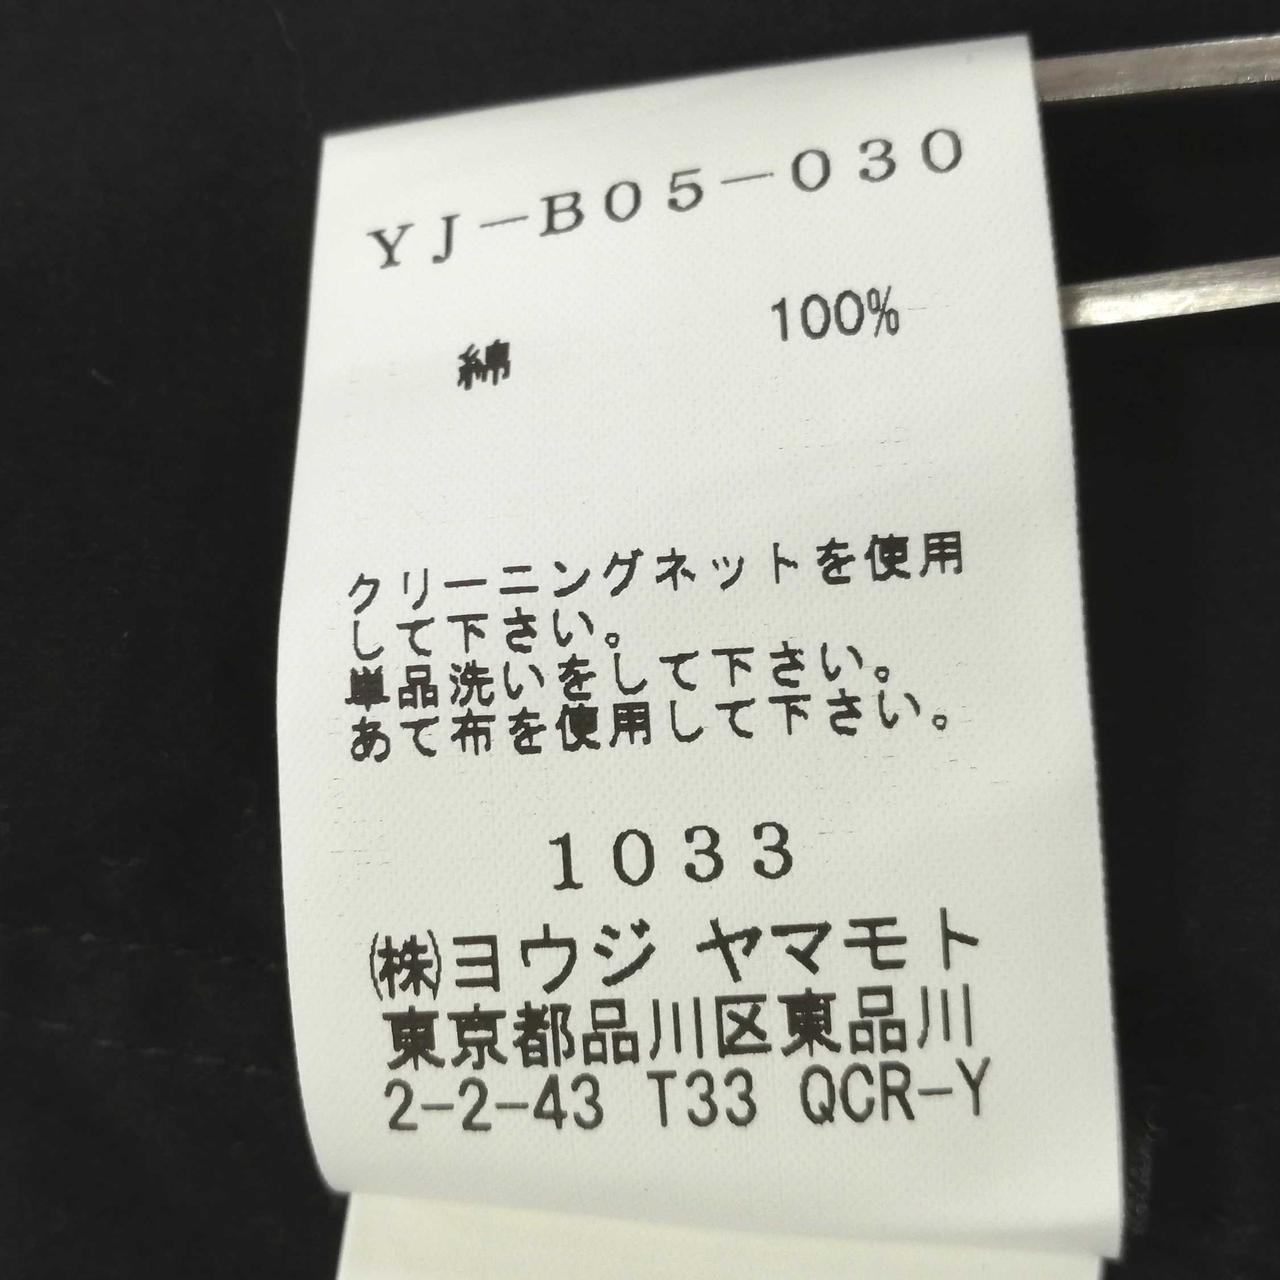 YJ-B05-030
綿 100%
クリーニングネットを使用
して下さい。
単品洗いをして下さい。
あて布を使用して下さい。
1033
(株)ヨウジ ヤマモト
東京都品川区東品川
2-2-43 T33 QCR-Y